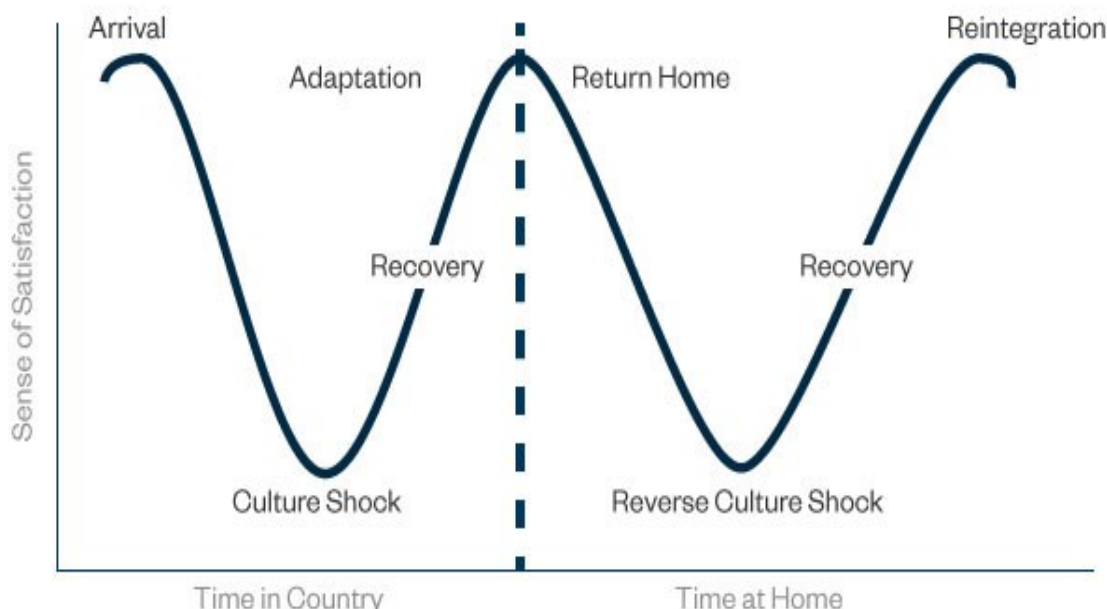 Arrival
Reintegration
Adaptation
Return Home
Recovery
Recovery
Culture Shock
Reverse Culture Shock
Sense of Satisfaction
Time in Country
Time at Home